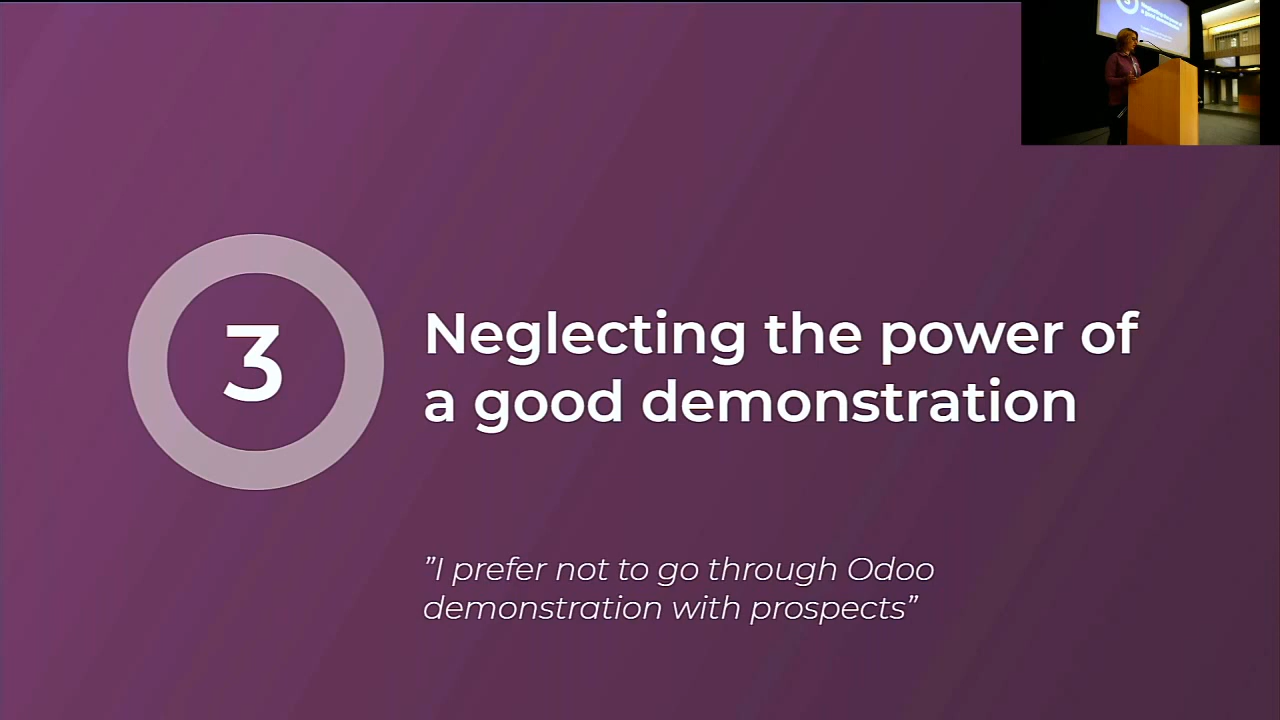 3
Neglecting the power of
a good demonstration
”I prefer not to go through Odoo
demonstration with prospects”